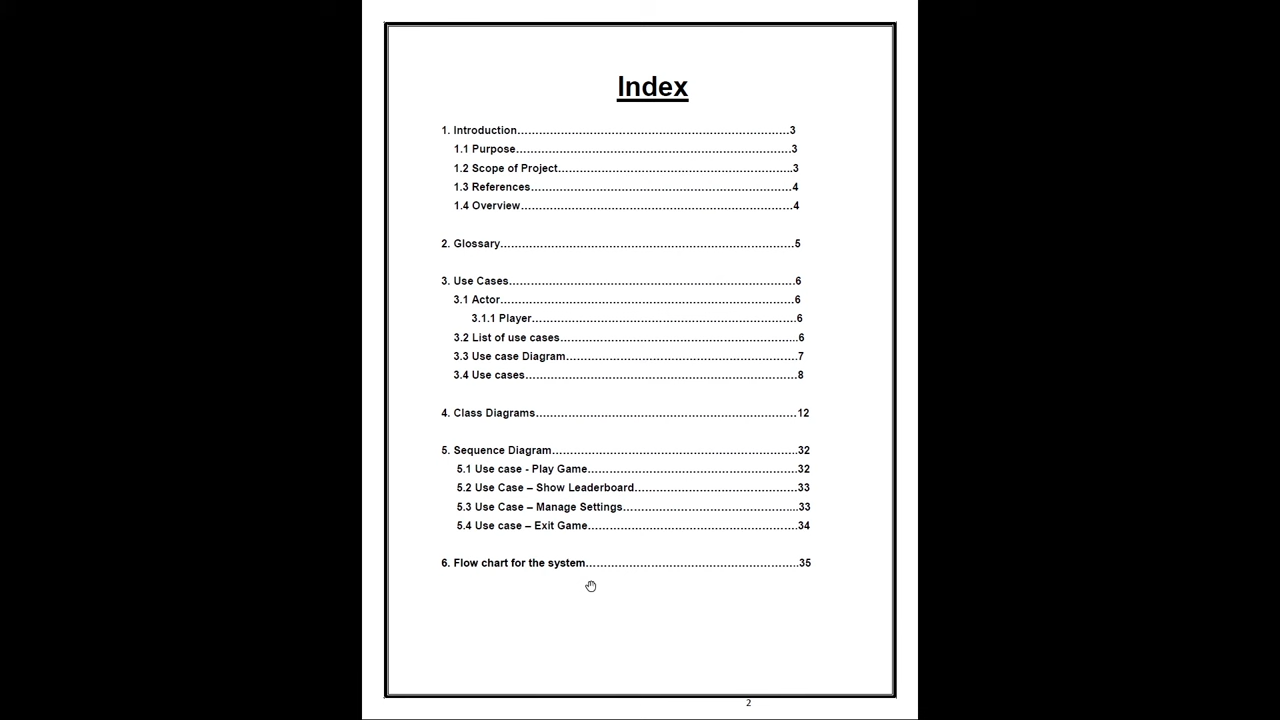 Index
1. Introduction…………………………………………………………………3
1.1 Purpose…………………………………………………………………3
1.2 Scope of Project………………………………………………………..3
1.3 References………………………………………………………………4
1.4 Overview…………………………………………………………………4
2. Glossary………………………………………………………………………5
3. Use Cases……………………………………………………………………..6
3.1 Actor………………………………………………………………………6
3.1.1 Player………………………………………………………………..6
3.2 List of use cases………………………………………………………..6
3.3 Use case Diagram………………………………………………………7
3.4 Use cases…………………………………………………………………8
4. Class Diagrams………………………………………………………………12
5. Sequence Diagram…………………………………………………………..32
5.1 Use case - Play Game…………………………………………………32
5.2 Use Case – Show Leaderboard………………………………………33
5.3 Use Case – Manage Settings…………………………………………33
5.4 Use case – Exit Game…………………………………………………34
6. Flow chart for the system…………………………………………………..35
2